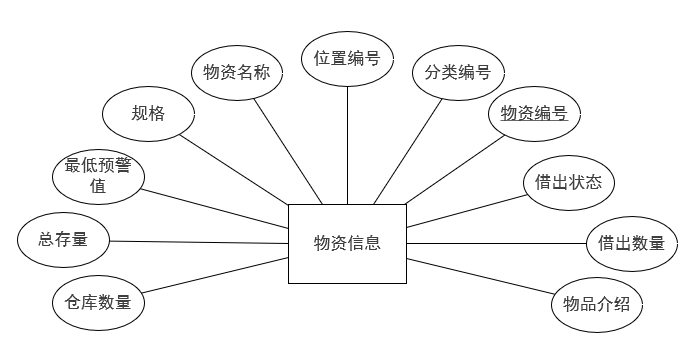 位置编号
物资名称
分类编号
规格
物资编号
最低预警
值
借出状态
总存量
物资信息
借出数量
仓库数量
物品介绍